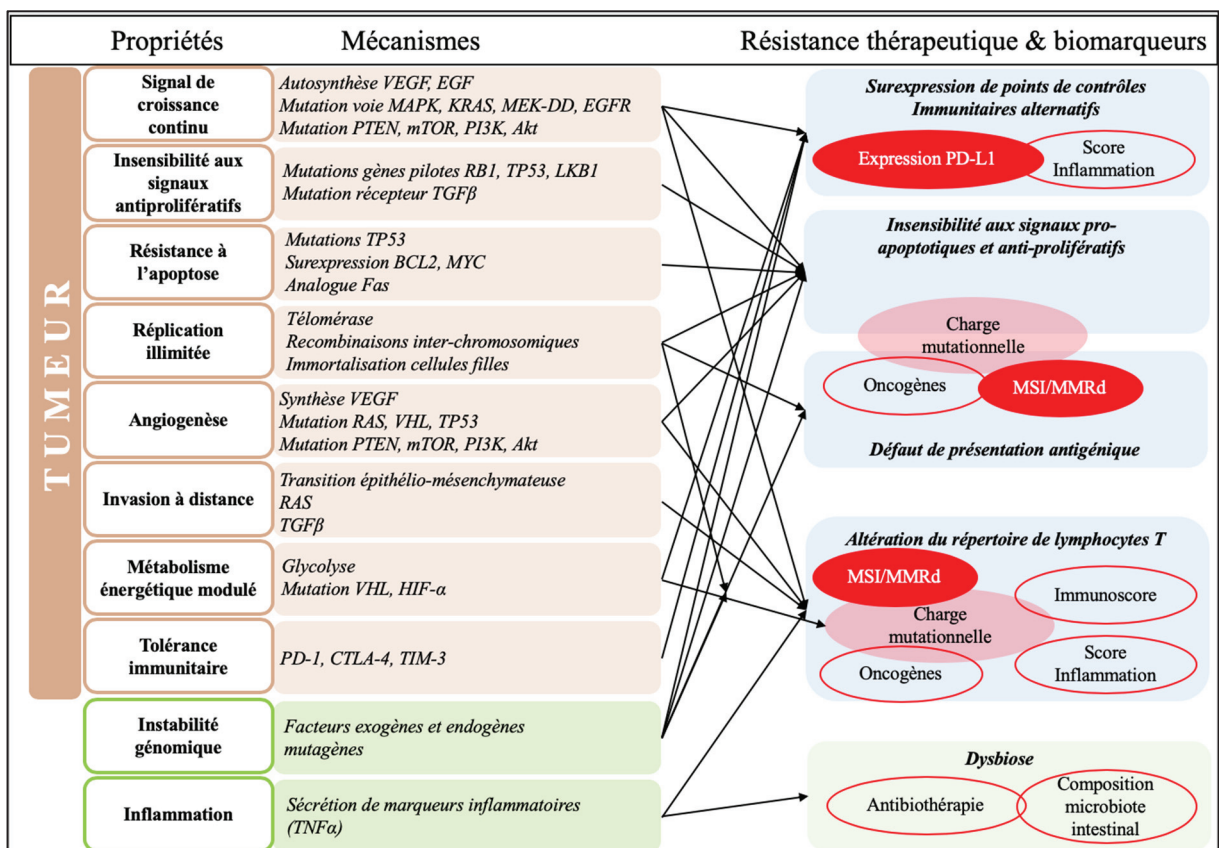 Propriétés
Mécanismes
Résistance thérapeutique & biomarqueurs
TUMEUR
Signal de
croissance
continu
Autosynthèse VEGF, EGF
Mutation voie MAPK, KRAS, MEK-DD, EGFR
Mutation PTEN, mTOR, PI3K, Akt
Insensibilité aux
signaux
antiprolifératifs
Mutations gènes pilotes RB1, TP53, LKB1
Mutation récepteur TGFβ
Résistance à
l'apoptose
Mutations TP53
Surexpression BCL2, MYC
Analogue Fas
Réplication
illimitée
Télomérase
Recombinaisons inter-chromosomiques
Immortalisation cellules filles
Angiogenèse
Synthèse VEGF
Mutation RAS, VHL, TP53
Mutation PTEN, mTOR, PI3K, Akt
Invasion à distance
Transition épithélio-mésenchymateuse
RAS
TGFβ
Métabolisme
énergétique modulé
Glycolyse
Mutation VHL, HIF-α
Tolérance
immunitaire
PD-1, CTLA-4, TIM-3
Instabilité
génomique
Facteurs exogènes et endogènes
mutagènes
Inflammation
Sécrétion de marqueurs inflammatoires
(TNFα)
Surexpression de points de contrôles
Immunitaires alternatifs
Expression PD-L1
Score
Inflammation
Insensibilité aux signaux pro-
apoptotiques et anti-prolifératifs
Charge
mutationnelle
Oncogènes
MSI/MMRd
Défaut de présentation antigénique
Altération du répertoire de lymphocytes T
MSI/MMRd
Immunoscore
Charge
mutationnelle
Oncogènes
Score
Inflammation
Dysbiose
Antibiothérapie
Composition
microbiote
intestinal